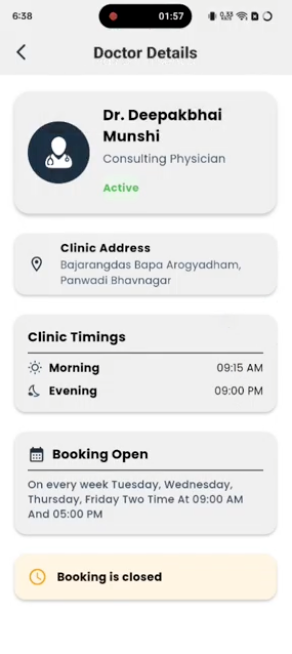 6:38
01:57
Doctor Details
Dr. Deepakbhai
Munshi
Consulting Physician
Active
Clinic Address
Bajarangdas Bapa Arogyadham,
Panwadi Bhavnagar
Clinic Timings
Morning 09:15 AM
Evening 09:00 PM
Booking Open
On every week Tuesday, Wednesday,
Thursday, Friday Two Time At 09:00 AM
And 05:00 PM
Booking is closed